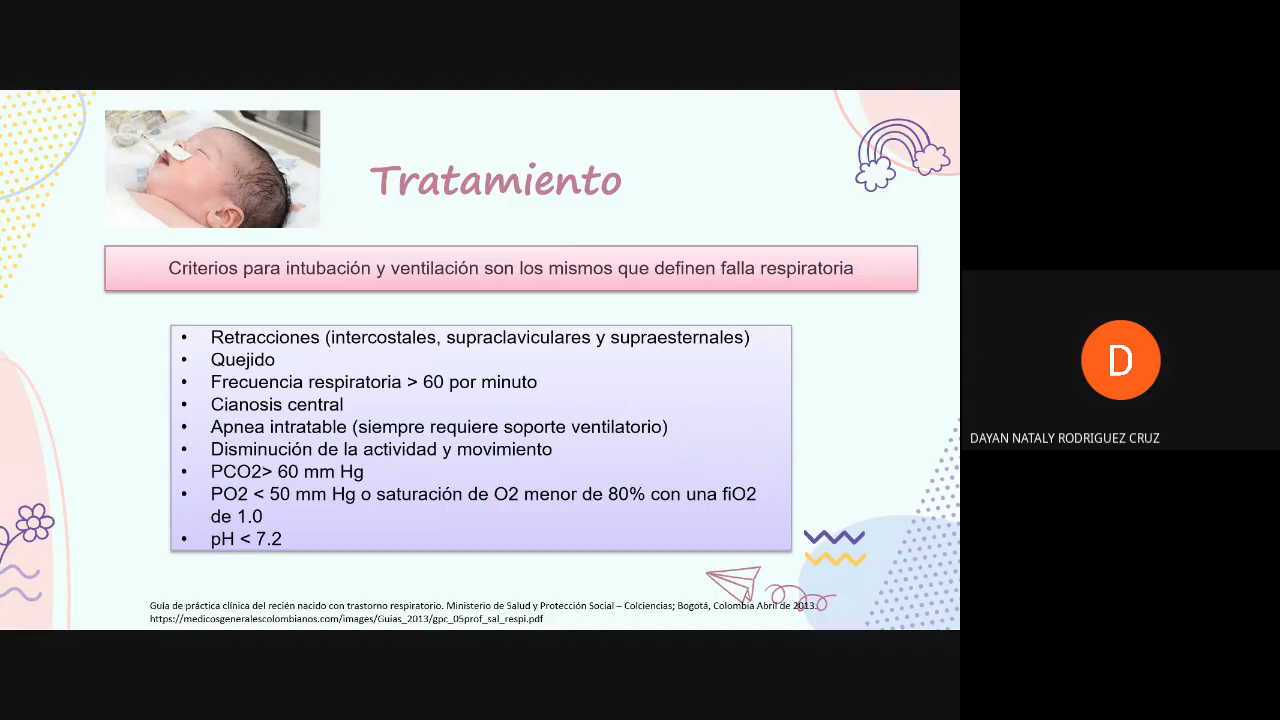 Tratamiento
Criterios para intubación y ventilación son los mismos que definen falla respiratoria
• Retracciones (intercostales, supraclaviculares y supraesternales)
• Quejido
• Frecuencia respiratoria > 60 por minuto
• Cianosis central
• Apnea intratable (siempre requiere soporte ventilatorio)
• Disminución de la actividad y movimiento
• PCO2> 60 mm Hg
• PO2 < 50 mm Hg o saturación de O2 menor de 80% con una fiO2
de 1.0
• pH < 7.2
Guía de práctica clínica del recién nacido con trastorno respiratorio. Ministerio de Salud y Protección Social – Colciencias; Bogotá, Colombia Abril de 2013.
https://medicosgeneralescolombianos.com/images/Guias_2013/gpc_05prof_sal_respi.pdf
D
DAYAN NATALY RODRIGUEZ CRUZ